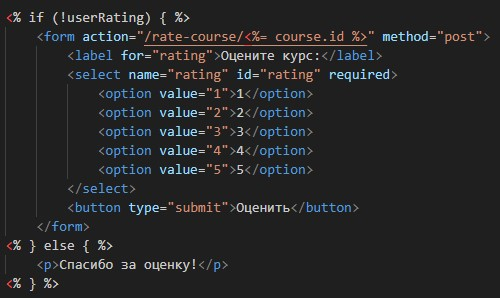 <% if (!userRating) { %>
<form action="/rate-course/<%= course.id %>" method="post">
<label for="rating">Оцените курс:</label>
<select name="rating" id="rating" required>
<option value="1">1</option>
<option value="2">2</option>
<option value="3">3</option>
<option value="4">4</option>
<option value="5">5</option>
</select>
<button type="submit">Оценить</button>
</form>
<% } else { %>
<p>Спасибо за оценку!</p>
<% } %>